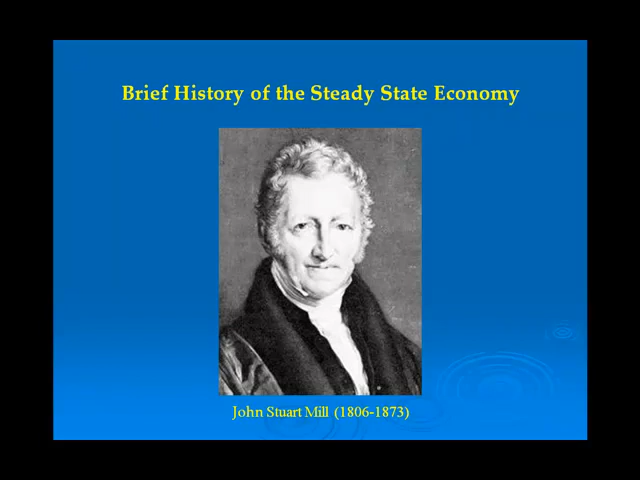 Brief History of the Steady State Economy
John Stuart Mill (1806-1873)